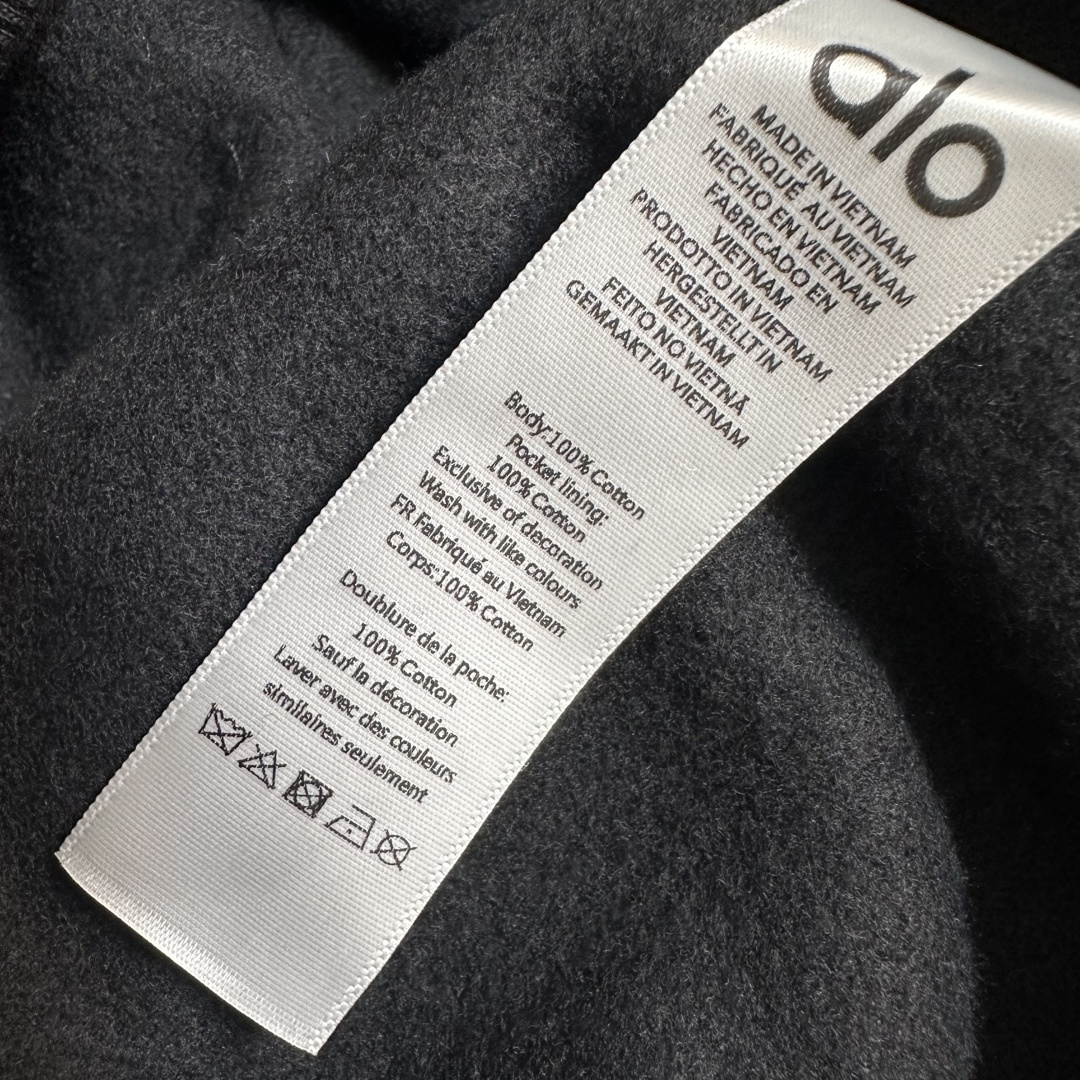 alo
MADE IN VIETNAM
FABRIQUÉ AU VIETNAM
HECHO EN VIETNAM
FABRICADO EN
VIETNAM
PRODOTTO IN VIETNAM
HERGESTELLT IN
VIETNAM
FEITO NO VIETNÃ
GEMAAKT IN VIETNAM
Body:100% Cotton
Pocket lining:
100% Cotton
Exclusive of decoration
Wash with like colours
FR Fabriqué au Vietnam
Corps:100% Cotton
Doublure de la poche:
100% Cotton
Sauf la décoration
Laver avec des couleurs
similaires seulement